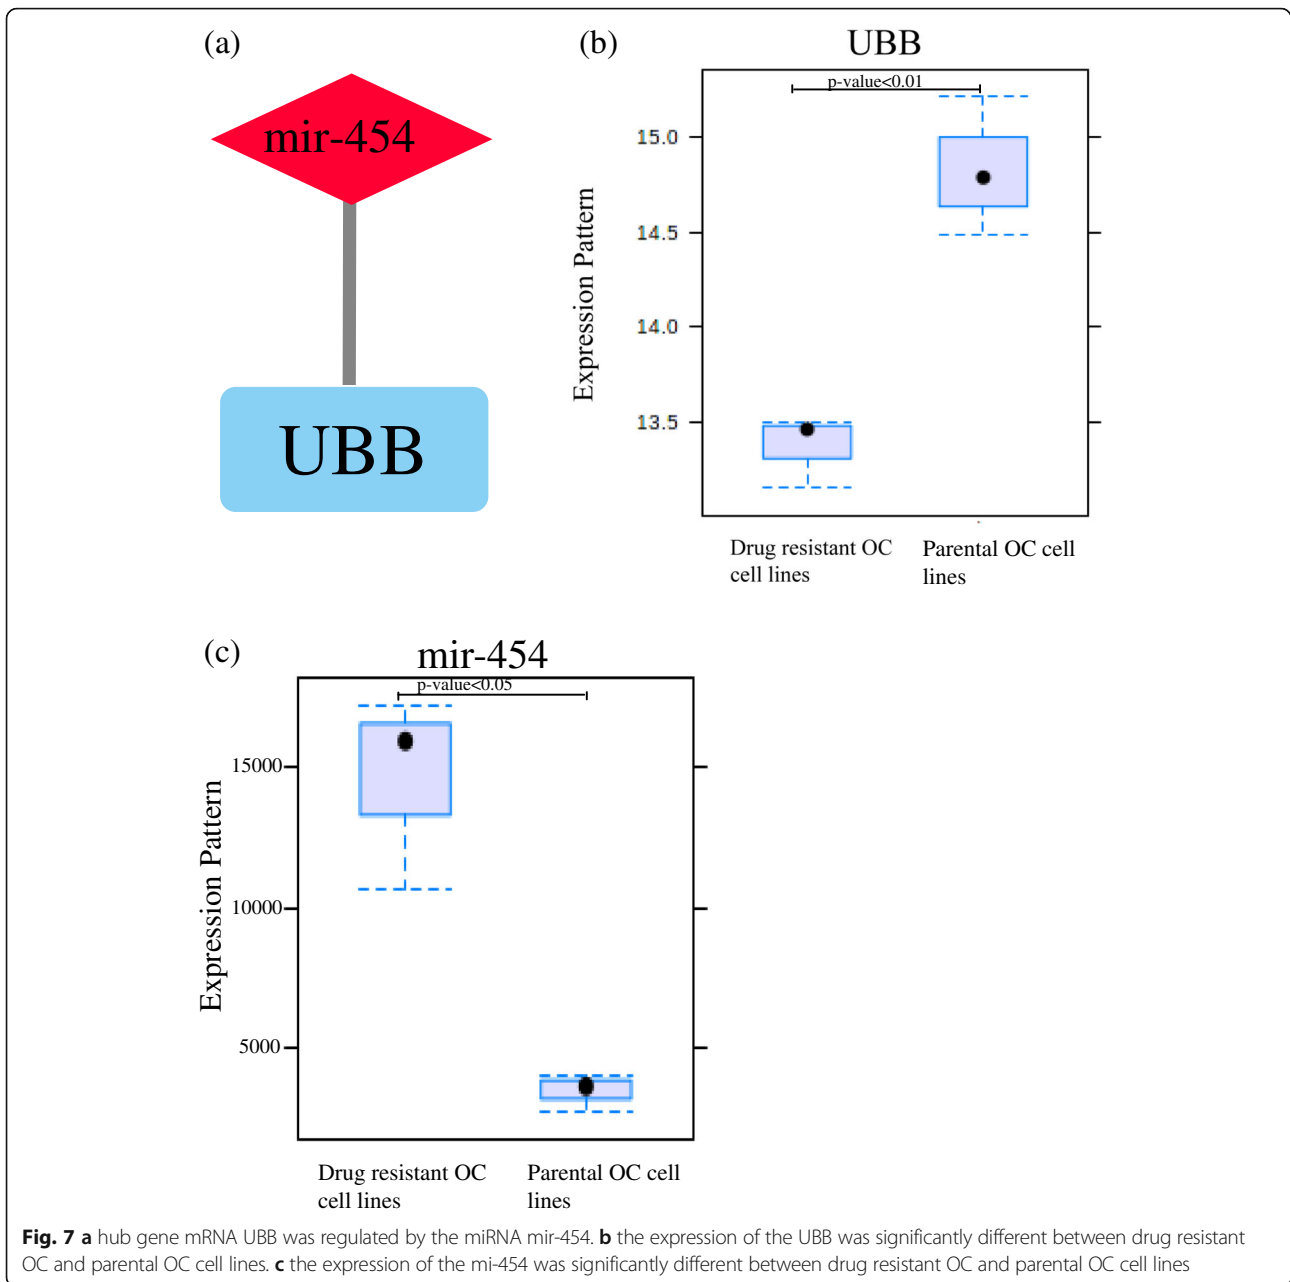 (a)
mir-454
UBB
(b)
UBB
p-value<0.01
Expression Pattern
15.0
14.5
14.0
13.5
Drug resistant OC
cell lines
Parental OC cell
lines
(c)
mir-454
p-value<0.05
Expression Pattern
15000
10000
5000
Drug resistant OC
cell lines
Parental OC cell
lines
Fig. 7 a hub gene mRNA UBB was regulated by the miRNA mir-454. b the expression of the UBB was significantly different between drug resistant
OC and parental OC cell lines. c the expression of the mi-454 was significantly different between drug resistant OC and parental OC cell lines